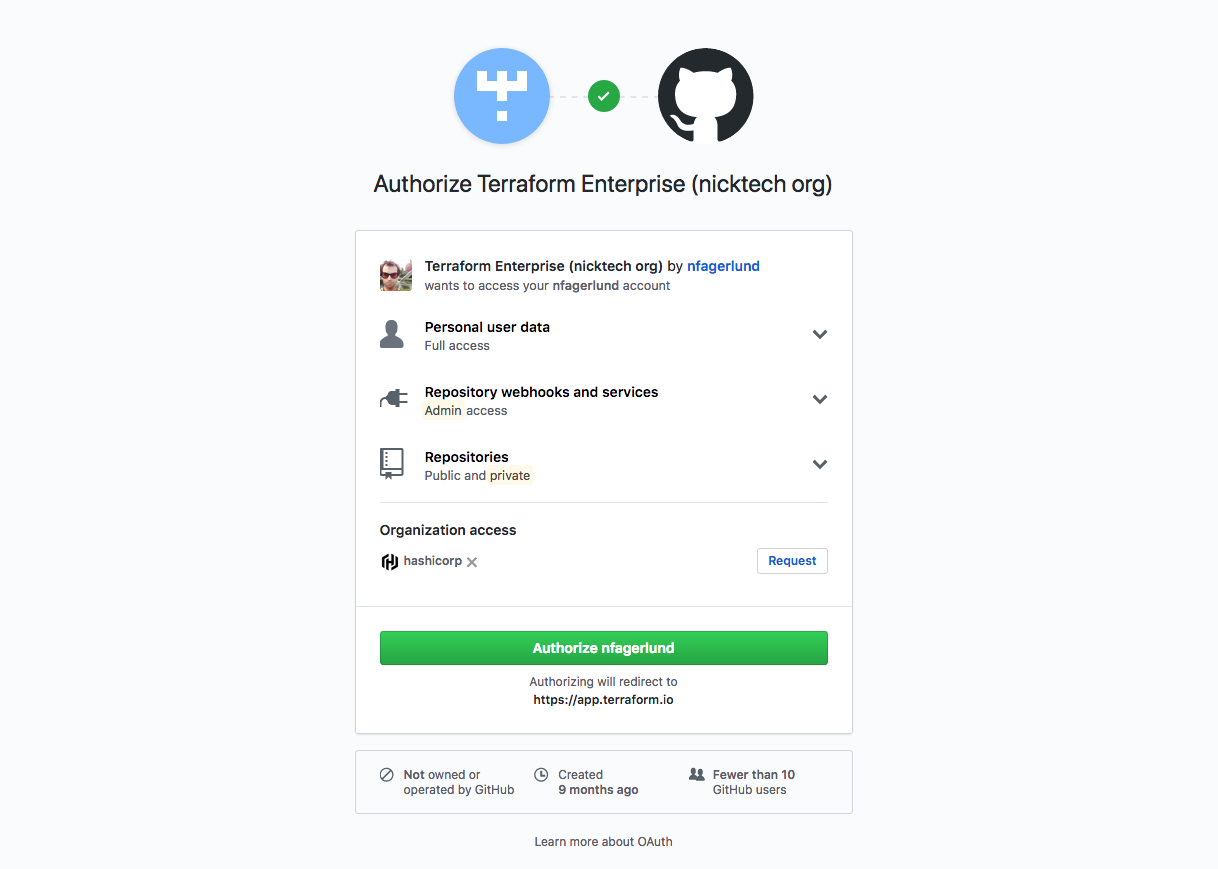 Authorize Terraform Enterprise (nicktech org)
Terraform Enterprise (nicktech org) by nfagerlund
wants to access your nfagerlund account
Personal user data
Full access
Repository webhooks and services
Admin access
Repositories
Public and private
Organization access
hashicorp
Request
Authorize nfagerlund
Authorizing will redirect to
https://app.terraform.io
Not owned or
operated by GitHub
Created
9 months ago
Fewer than 10
GitHub users
Learn more about OAuth